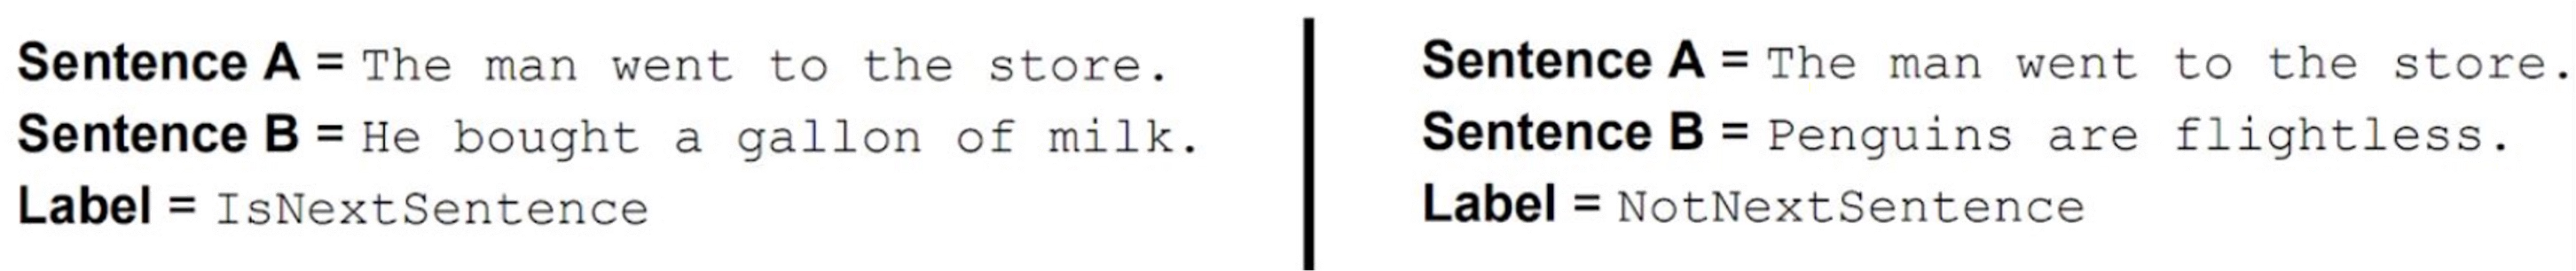 Sentence A = The man went to the store.
Sentence B = He bought a gallon of milk.
Label = IsNextSentence
Sentence A = The man went to the store.
Sentence B = Penguins are flightless.
Label = NotNextSentence